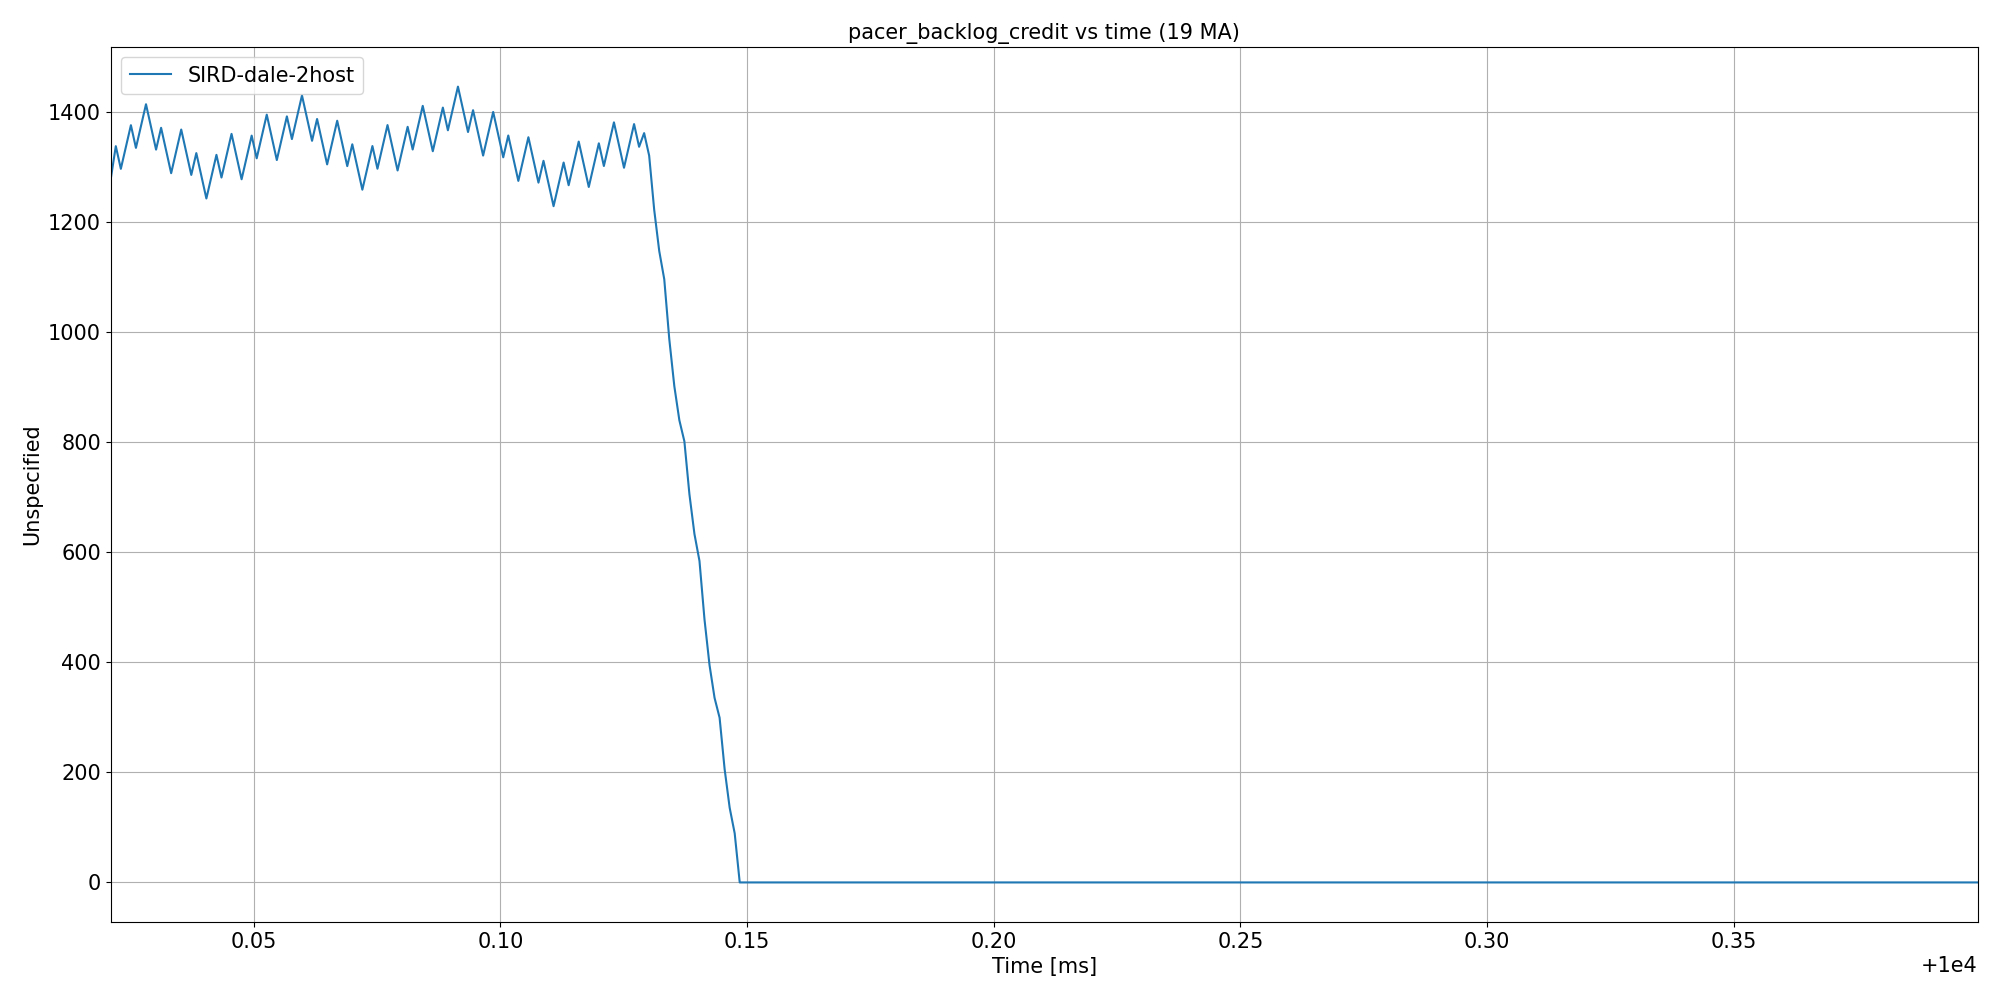 pacer_backlog_credit vs time (19 MA)
SIRD-dale-2host
1400
1200
1000
800
600
400
200
0
Unspecified
0.05 0.10 0.15 0.20 0.25 0.30 0.35
Time [ms]
+1e4